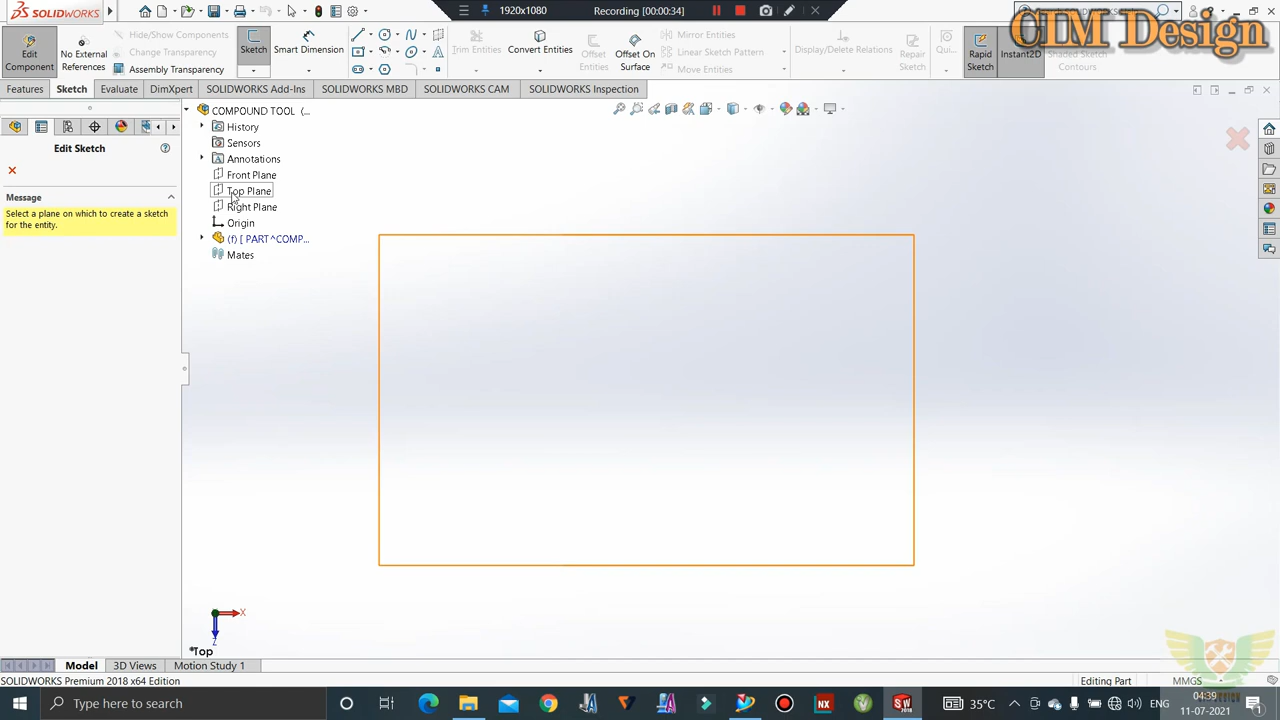 SOLIDWORKS
1920x1080
Recording [00:00:34]
CIM Design
Edit Component
No External References
Hide/Show Components
Change Transparency
Assembly Transparency
Sketch
Smart Dimension
Trim Entities
Convert Entities
Offset Entities
Offset On Surface
Mirror Entities
Linear Sketch Pattern
Move Entities
Display/Delete Relations
Repair Sketch
Qui...
Rapid Sketch
Instant2D
Shaded Sketch Contours
Features
Sketch
Evaluate
DimXpert
SOLIDWORKS Add-Ins
SOLIDWORKS MBD
SOLIDWORKS CAM
SOLIDWORKS Inspection
Edit Sketch
Message
Select a plane on which to create a sketch
for the entity.
COMPOUND TOOL (...
History
Sensors
Annotations
Front Plane
Top Plane
Right Plane
Origin
(f) [ PART^COMP...
Mates
X
Z
*Top
Model
3D Views
Motion Study 1
SOLIDWORKS Premium 2018 x64 Edition
Editing Part
MMGS
Type here to search
35°C
ENG
04:39
11-07-2021